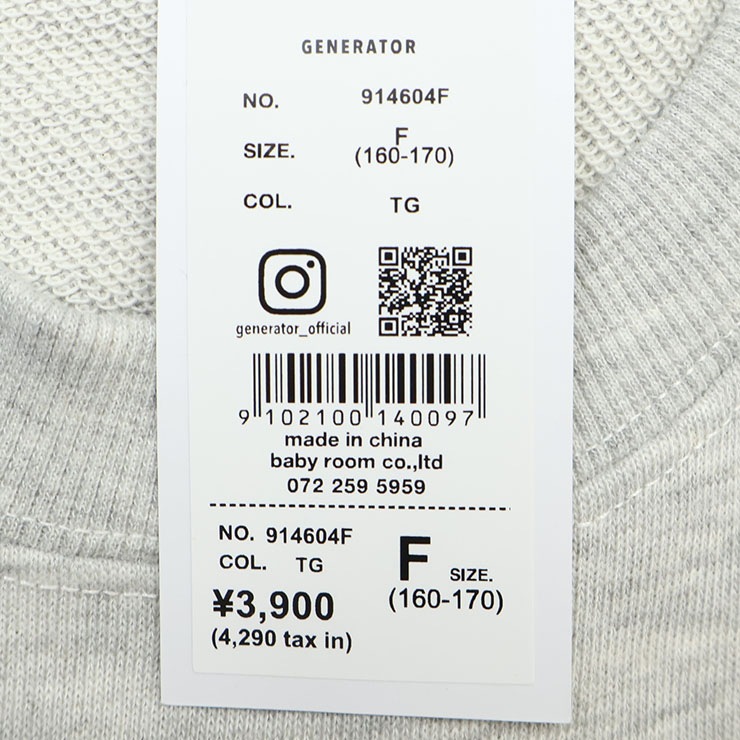 GENERATOR
NO. 914604F
SIZE. F
(160-170)
COL. TG
generator_official
9 102100 140097
made in china
baby room co.,ltd
072 259 5959
NO. 914604F
COL. TG
F SIZE.
(160-170)
¥3,900
(4,290 tax in)